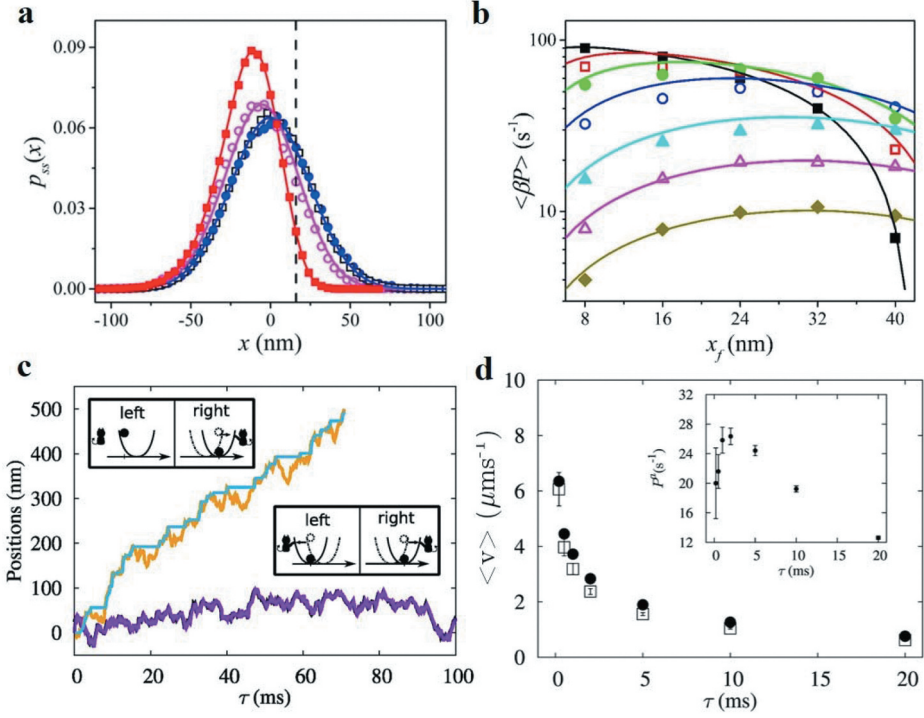 a
0.09
0.06
0.03
0.00
p_ss(x)
-100 -50 0 50 100
x (nm)
b
100
10
<βP> (s⁻¹)
8 16 24 32 40
x_f (nm)
c
500
400
300
200
100
0
Positions (nm)
left right
left right
0 20 40 60 80 100
τ (ms)
d
10
8
6
4
2
0
<v> (μms⁻¹)
28
24
20
16
12
0 5 10 15 20
τ (ms)
0 5 10 15 20
τ (ms)